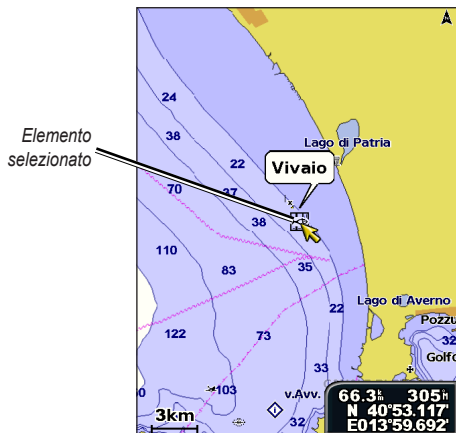 24
38
Lago di Patria
Elemento
selezionato
22
Vivaio
70
37
38
110
83
35
22
Lago di Averno
Pozzu
122
73
32
Golfo
33
103
v.Avv.
32
3km
66.3km 305°M
N 40°53.117'
E013°59.692'